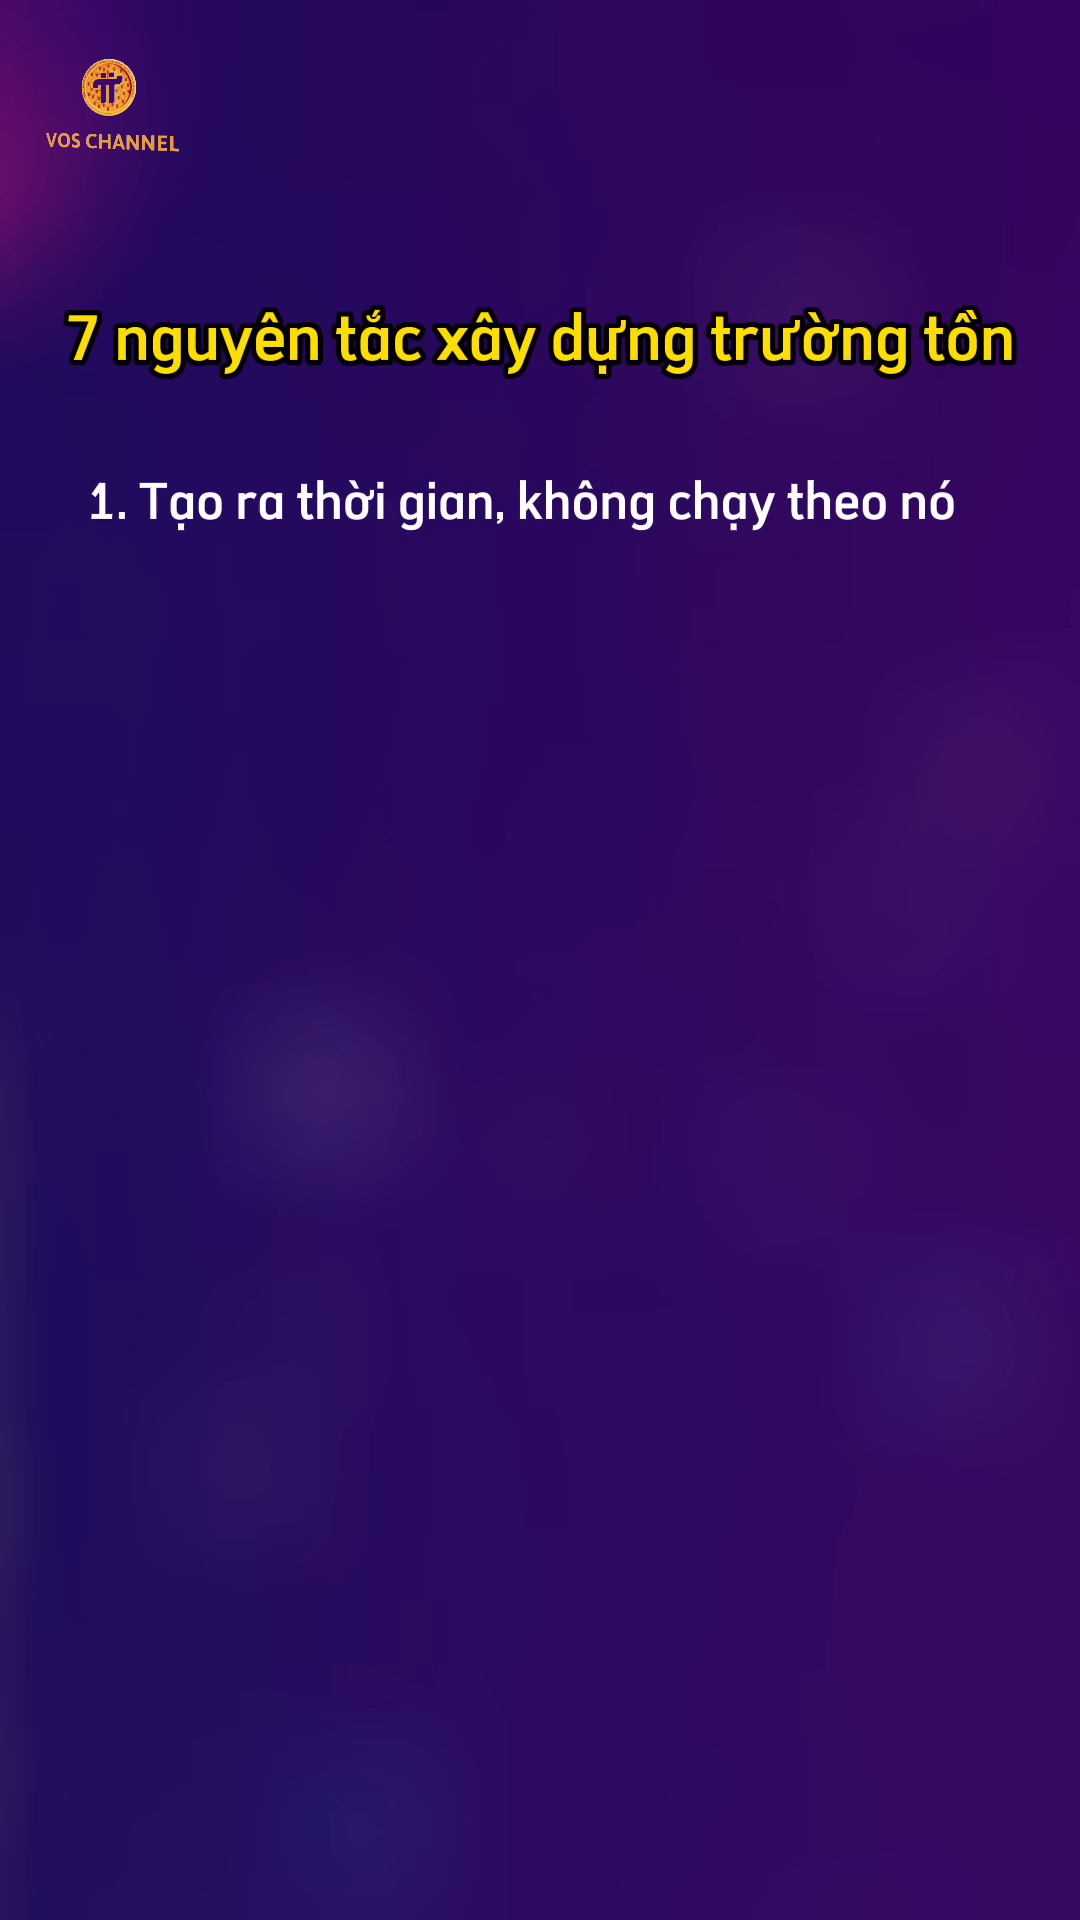 VOS CHANNEL
7 nguyên tắc xây dựng trường tồn
1. Tạo ra thời gian, không chạy theo nó